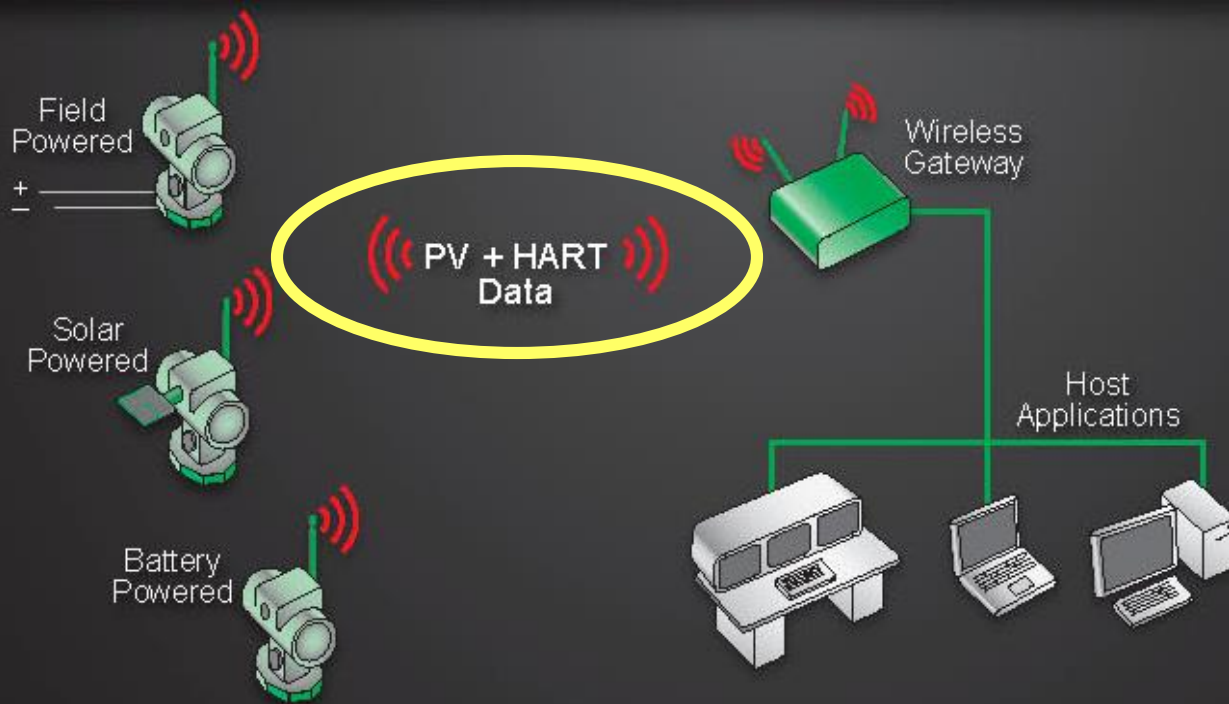 Field
Powered
+
–
Solar
Powered
Battery
Powered
PV + HART
Data
Wireless
Gateway
Host
Applications